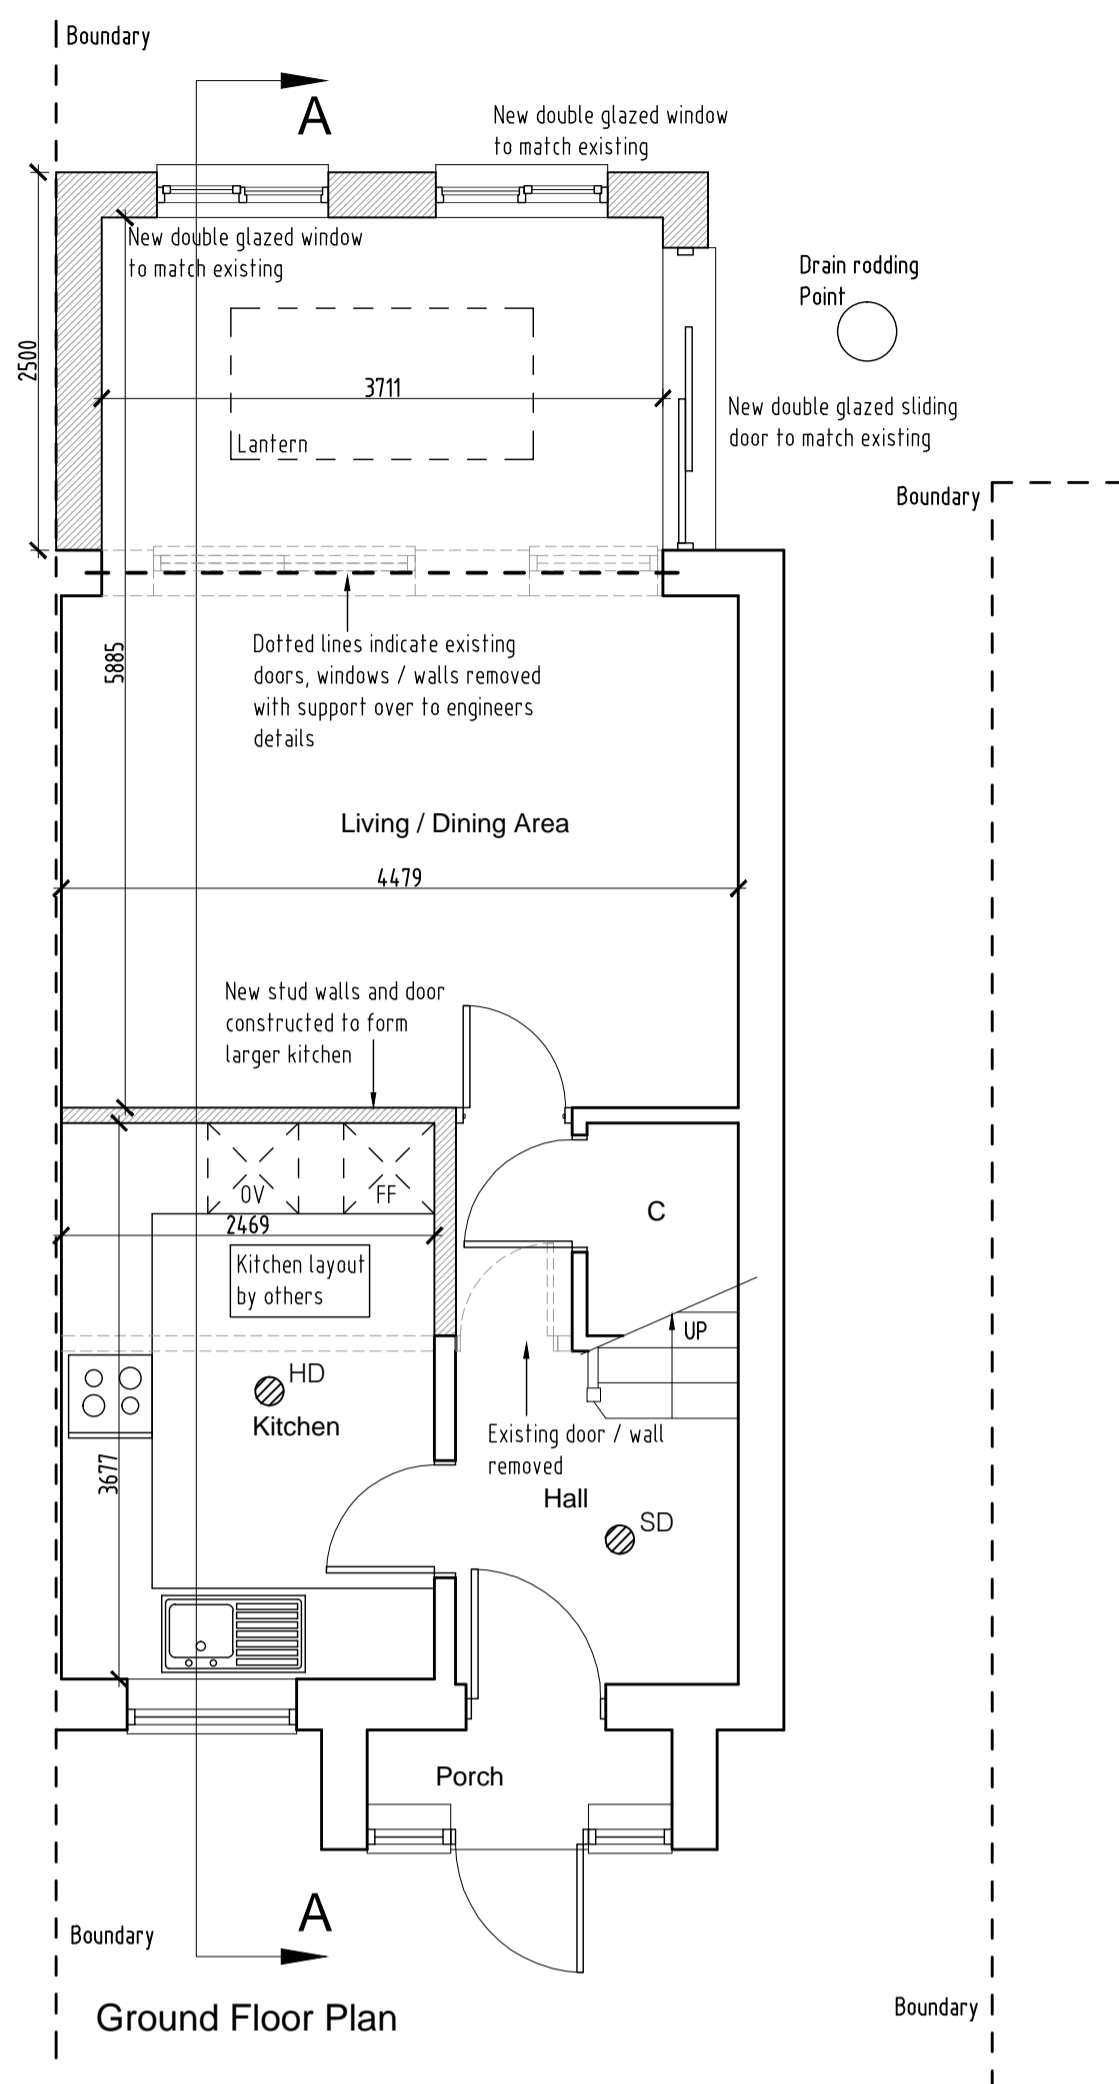 Boundary
A
New double glazed window
to match existing
New double glazed window
to match existing
Drain rodding
Point
2500
3711
New double glazed sliding
door to match existing
Lantern
Boundary
Dotted lines indicate existing
doors, windows / walls removed
with support over to engineers
details
5885
Living / Dining Area
4479
New stud walls and door
constructed to form
larger kitchen
OV
FF
C
2469
Kitchen layout
by others
UP
HD
Kitchen
Existing door / wall
removed
3677
Hall
SD
Porch
A
Boundary
Boundary
Ground Floor Plan